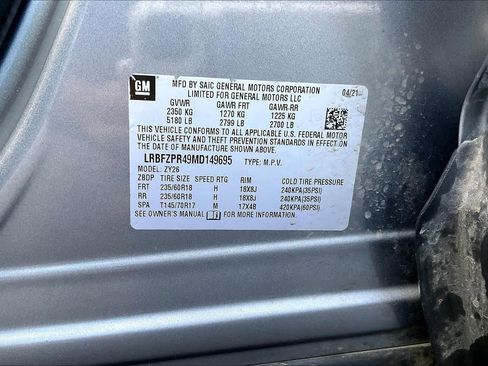 GM
MFD BY SAIC GENERAL MOTORS CORPORATION
LIMITED FOR GENERAL MOTORS LLC
04/21
GVWR GAWR FRT GAWR-RR
2350 KG 1270 KG 1225 KG
5180 LB 2799 LB 2700 LB
THIS VEHICLE CONFORMS TO ALL APPLICABLE U.S. FEDERAL MOTOR
VEHICLE SAFETY AND THEFT PREVENTION STANDARDS IN EFFECT ON
THE DATE OF MANUFACTURE SHOWN ABOVE.
LRBFZPR49MD149695 TYPE: M.P.V.
MODEL: ZY26
ZBDP TIRE SIZE SPEED RTG RIM COLD TIRE PRESSURE
FRT 235/60R18 H 18X8J 240KPA(35PSI)
RR 235/60R18 H 18X8J 240KPA(35PSI)
SPA T145/70R17 M 17X4B 420KPA(60PSI)
SEE OWNER'S MANUAL FOR MORE INFORMATION.